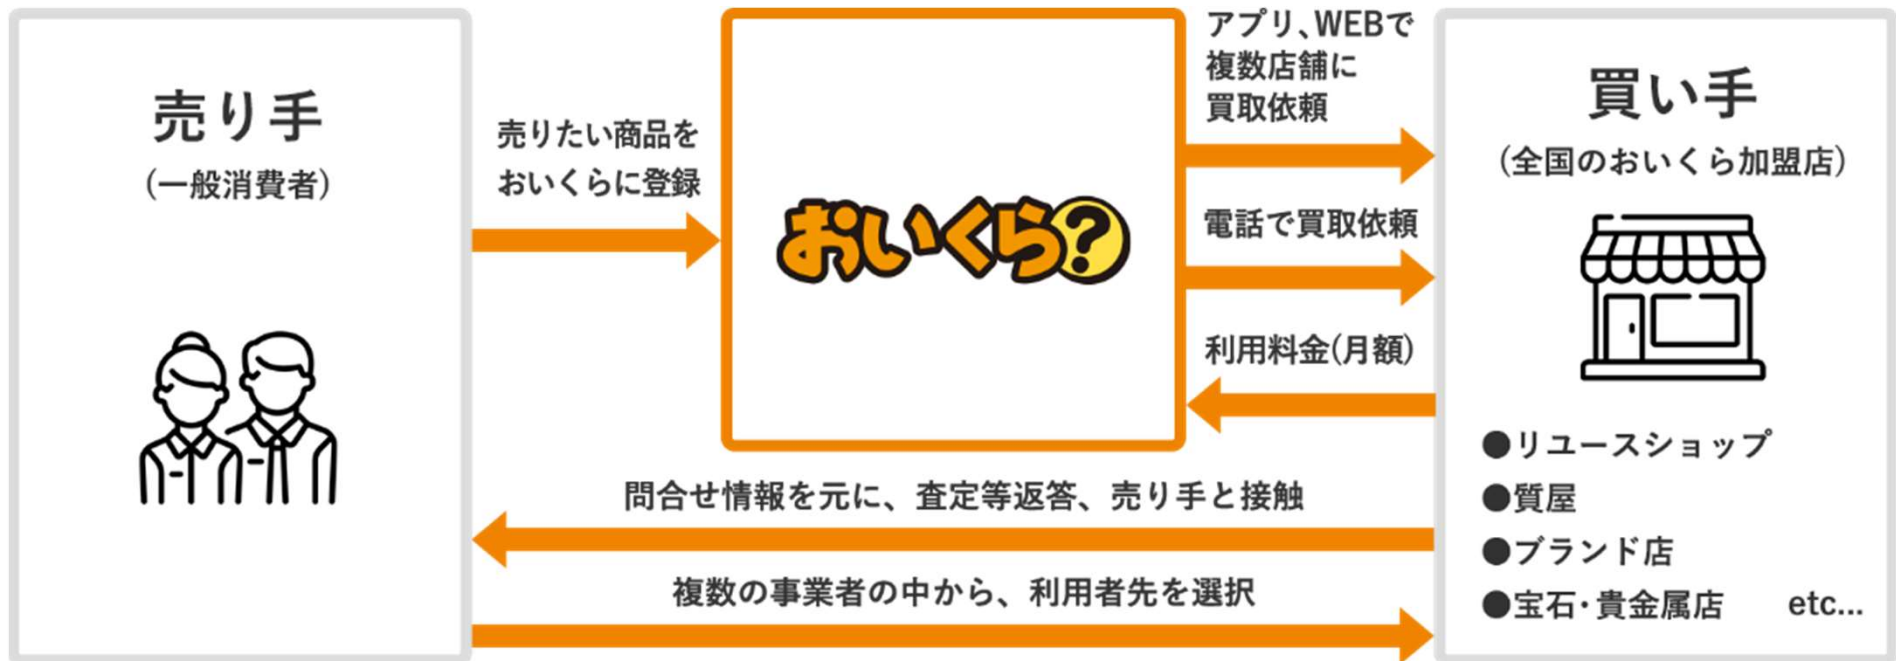 売り手
(一般消費者)
売りたい商品を
おいくらに登録
おいくら?
アプリ、WEBで
複数店舗に
買取依頼
電話で買取依頼
利用料金(月額)
買い手
(全国のおいくら加盟店)
●リユースショップ
●質屋
●ブランド店
●宝石・貴金属店 etc...
問合せ情報を元に、査定等返答、売り手と接触
複数の事業者の中から、利用者先を選択